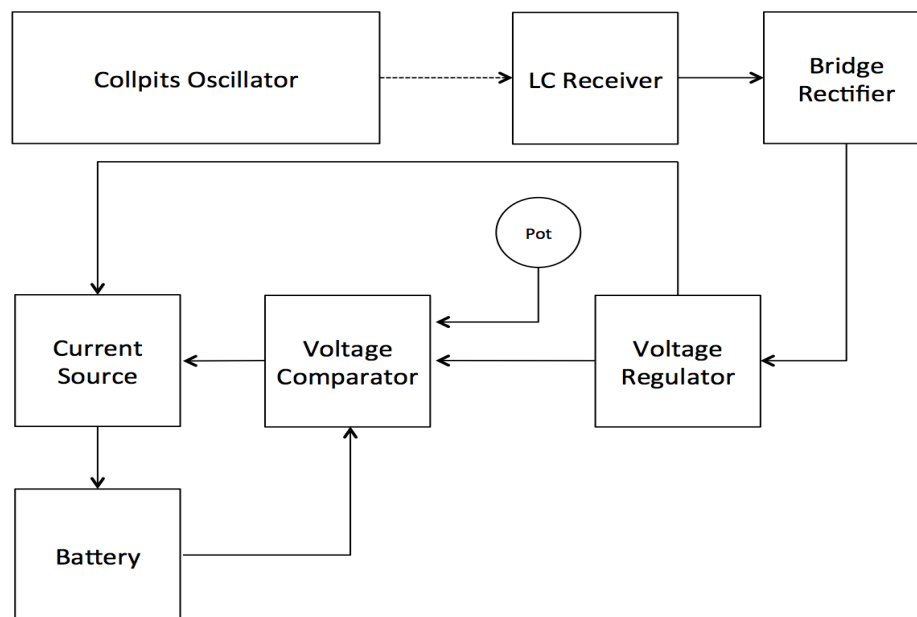 Collpits Oscillator
LC Receiver
Bridge
Rectifier
Pot
Current
Source
Voltage
Comparator
Voltage
Regulator
Battery